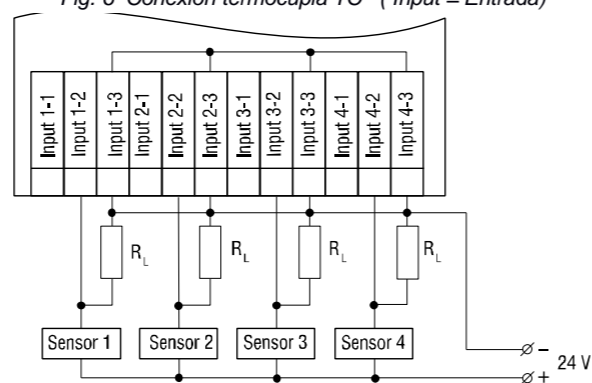 Fig. 6 Conexión termocupla TC ( Input = Entrada)
Input 1-1
Input 1-2
Input 1-3
Input 2-1
Input 2-2
Input 2-3
Input 3-1
Input 3-2
Input 3-3
Input 4-1
Input 4-2
Input 4-3
RL
RL
RL
RL
Sensor 1
Sensor 2
Sensor 3
Sensor 4
–
24 V
+